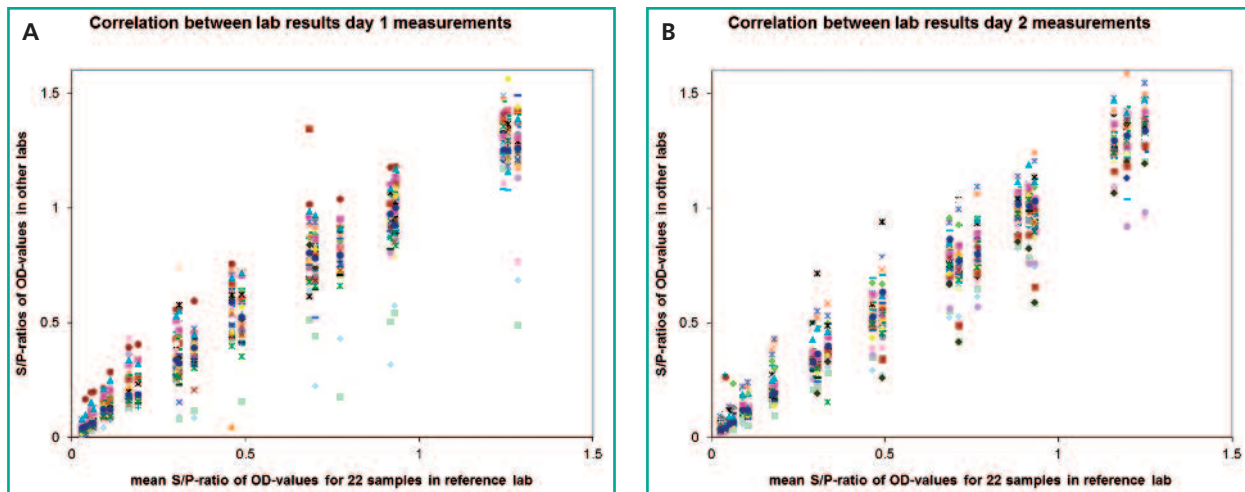 A
Correlation between lab results day 1 measurements
S/P-ratios of OD-values in other labs
1.5
1
0.5
0
0
0.5
1
1.5
mean S/P-ratio of OD-values for 22 samples in reference lab
B
Correlation between lab results day 2 measurements
S/P-ratios of OD-values in other labs
1.5
1
0.5
0
0
0.5
1
1.5
mean S/P-ratio of OD-values for 22 samples in reference lab